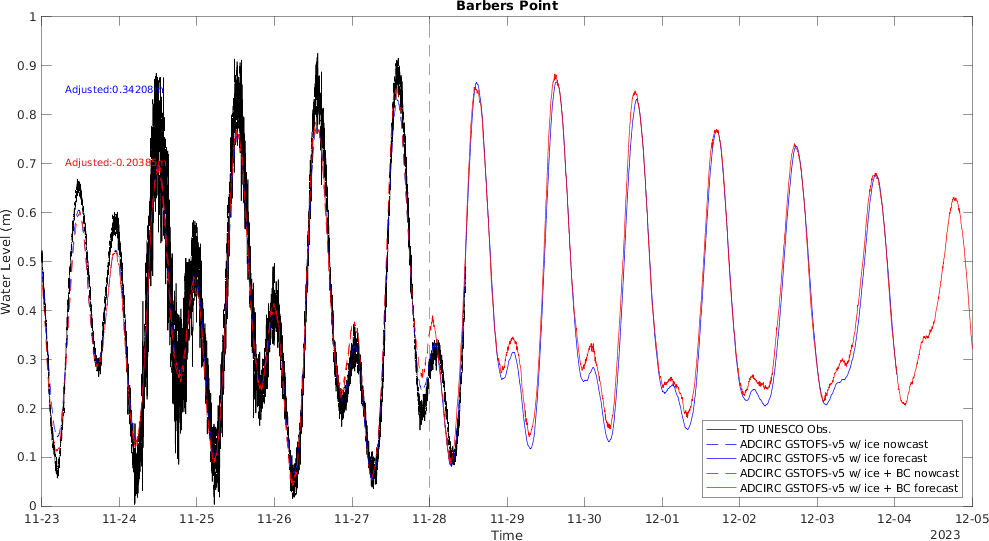 Barbers Point
1
0.9
0.8
0.7
0.6
0.5
0.4
0.3
0.2
0.1
0
Water Level (m)
Adjusted:0.34208m
Adjusted:-0.20385m
TD UNESCO Obs.
ADCIRC GSTOFS-v5 w/ ice nowcast
ADCIRC GSTOFS-v5 w/ ice forecast
ADCIRC GSTOFS-v5 w/ ice + BC nowcast
ADCIRC GSTOFS-v5 w/ ice + BC forecast
11-23 11-24 11-25 11-26 11-27 11-28 11-29 11-30 12-01 12-02 12-03 12-04 12-05
Time
2023